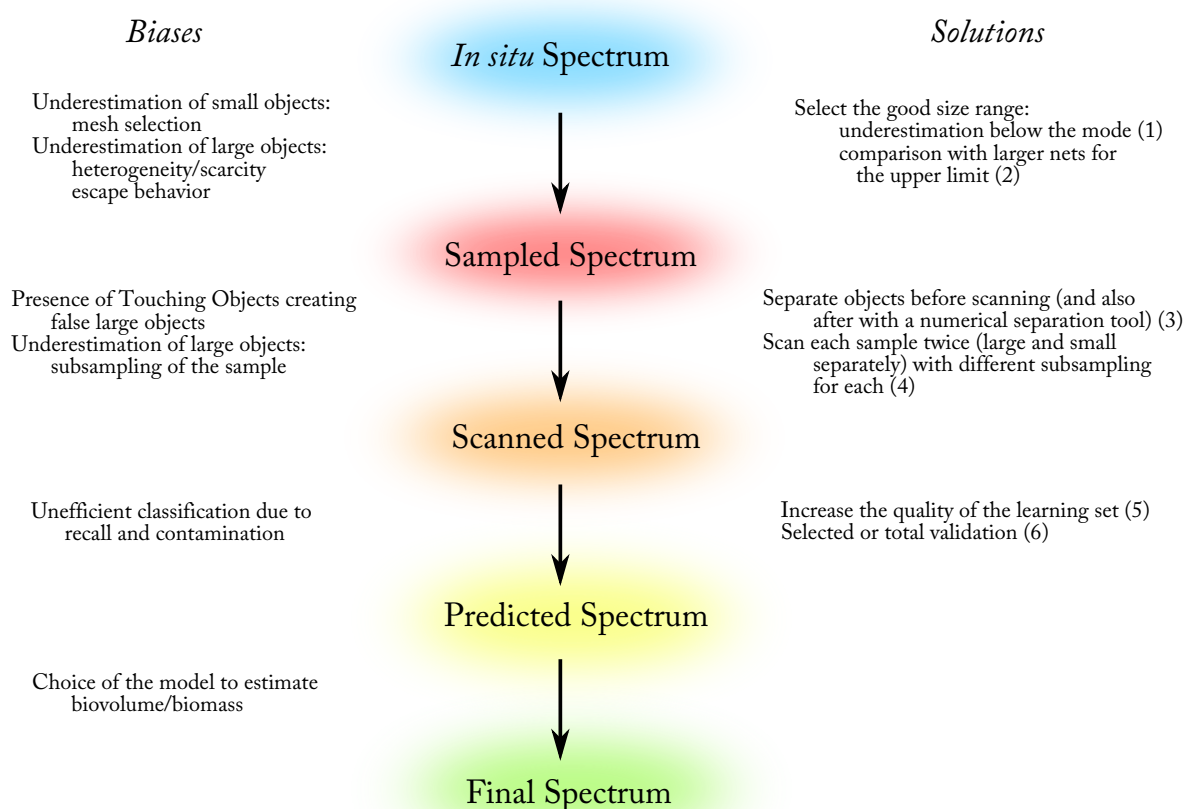 Biases
In situ Spectrum
Solutions
Underestimation of small objects:
mesh selection
Underestimation of large objects:
heterogeneity/scarcity
escape behavior
Select the good size range:
underestimation below the mode (1)
comparison with larger nets for
the upper limit (2)
Sampled Spectrum
Presence of Touching Objects creating
false large objects
Underestimation of large objects:
subsampling of the sample
Separate objects before scanning (and also
after with a numerical separation tool) (3)
Scan each sample twice (large and small
separately) with different subsampling
for each (4)
Scanned Spectrum
Unefficient classification due to
recall and contamination
Increase the quality of the learning set (5)
Selected or total validation (6)
Predicted Spectrum
Choice of the model to estimate
biovolume/biomass
Final Spectrum